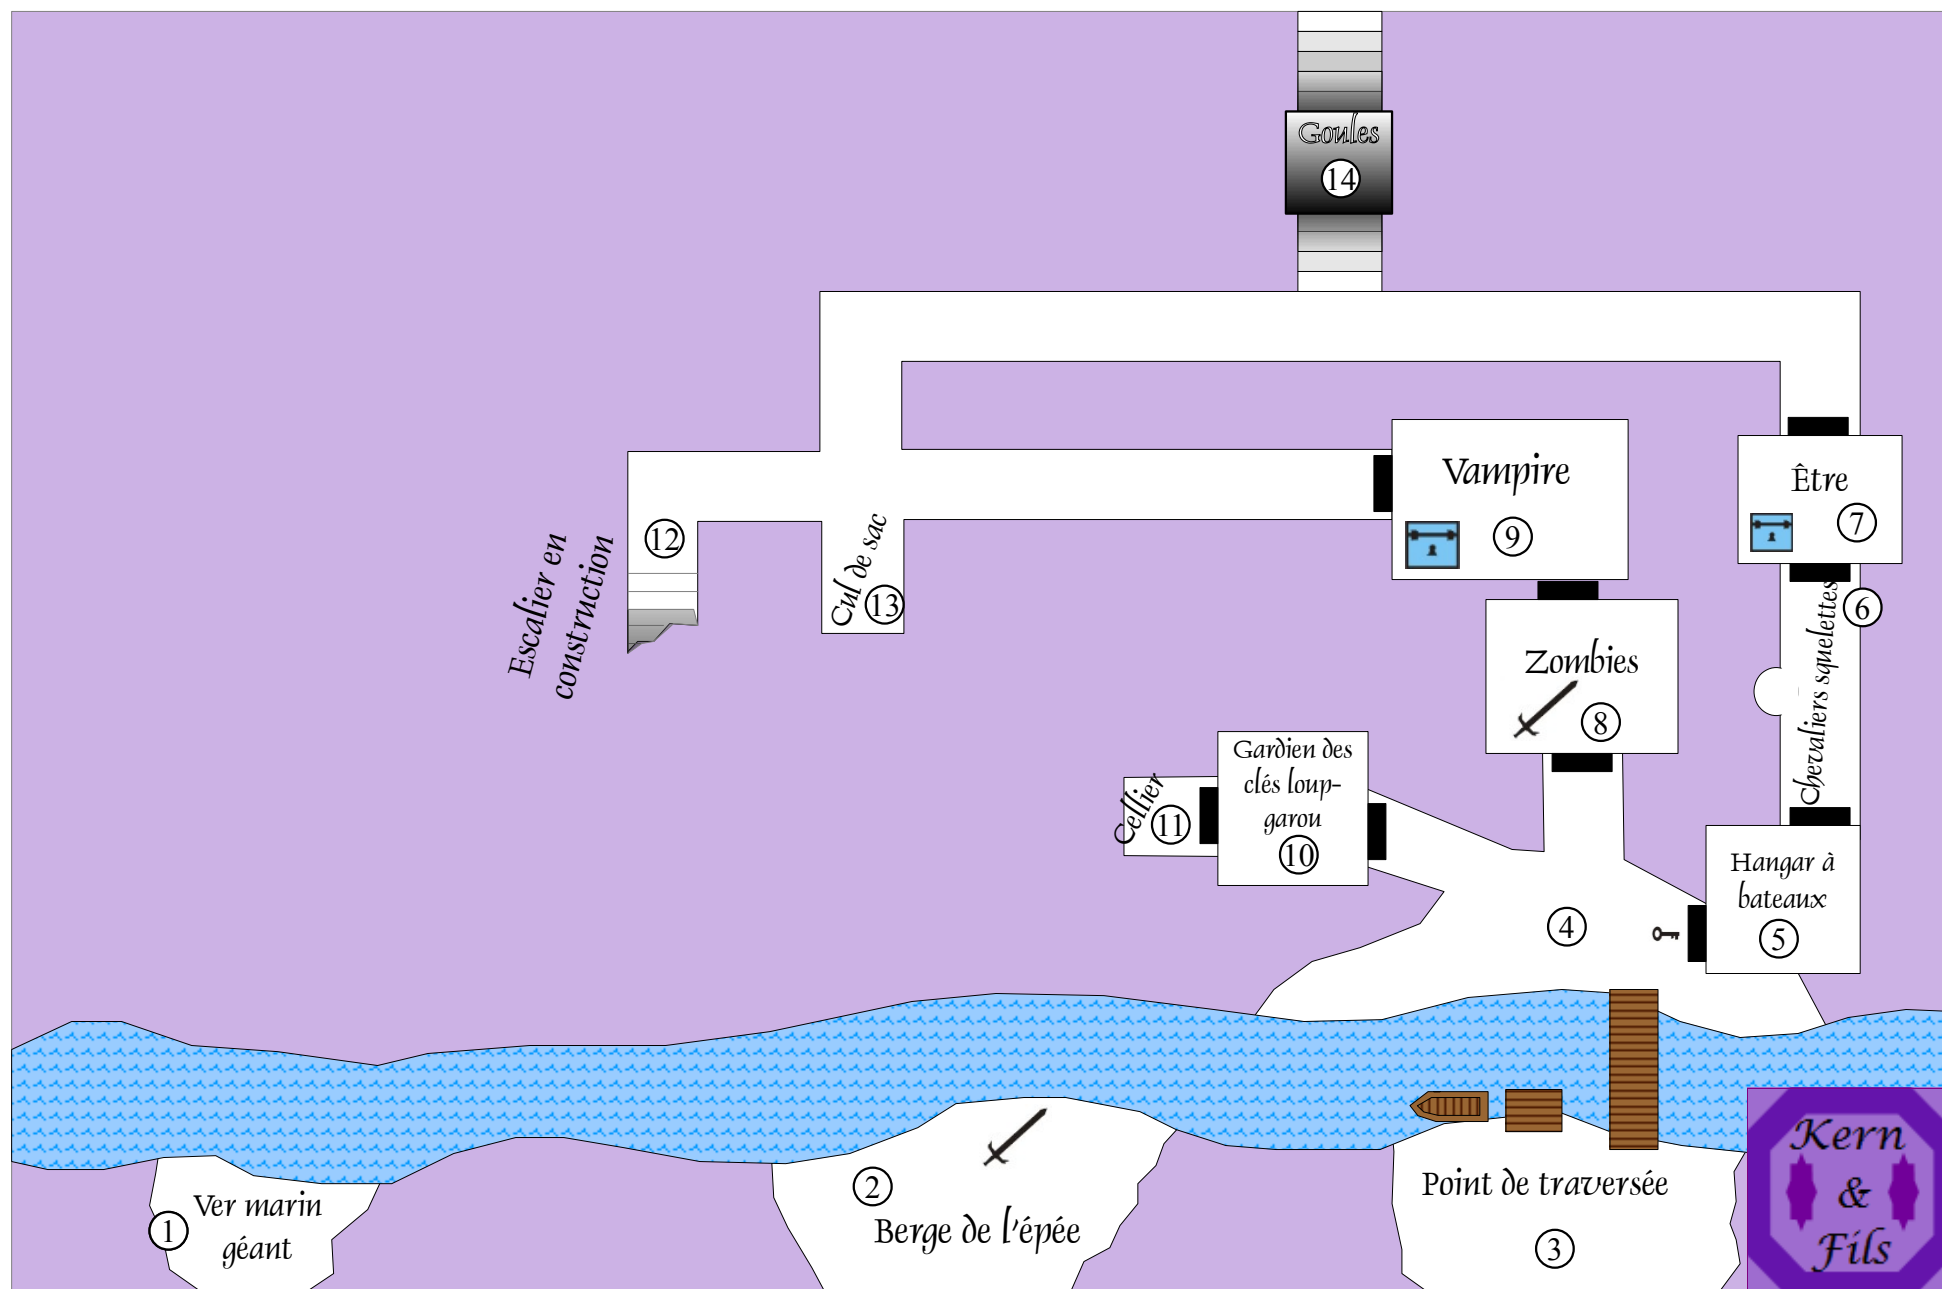 Goules
14
Vampire
9
Être
7
Escalier en
construction
12
Cul de sac
13
6
Chevaliers squelettes
Zombies
8
Gardien des
clés loup-
garou
10
Cellier
11
Hangar à
bateaux
5
4
Ver marin
géant
1
2
Berge de l'épée
Point de traversée
3
Kern
&
Fils